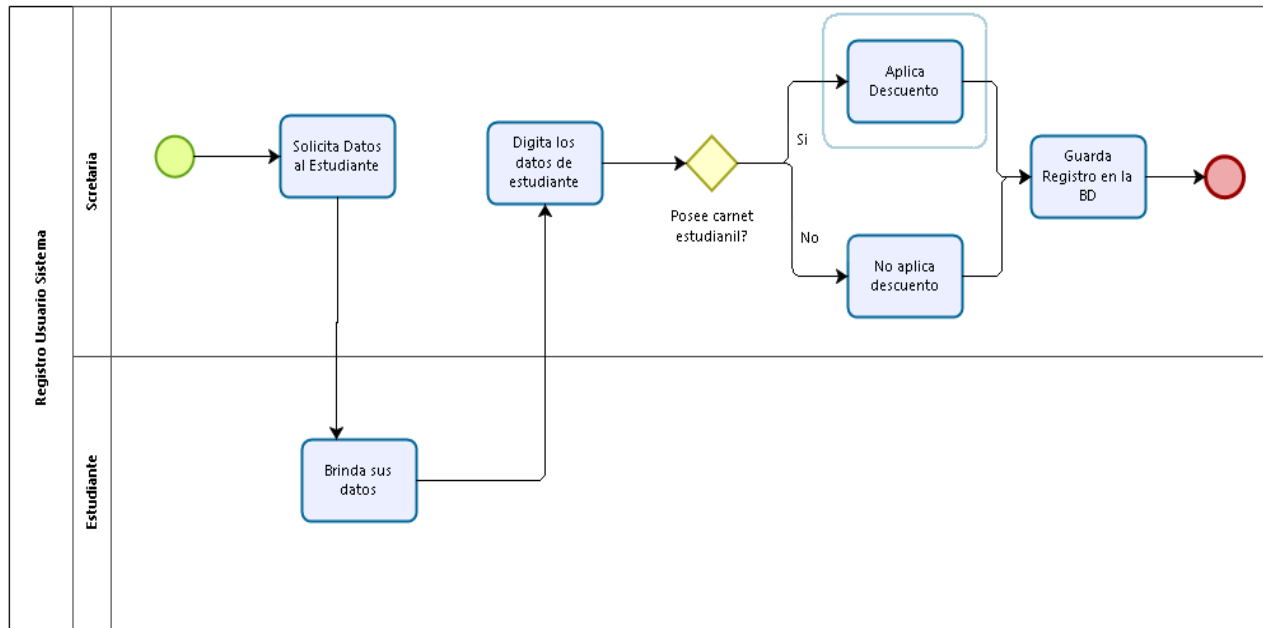 Registro Usuario Sistema
Scretaria
Solicita Datos
al Estudiante
Digita los
datos de
estudiante
Posee carnet
estudianil?
Si
Aplica
Descuento
No
No aplica
descuento
Guarda
Registro en la
BD
Estudiante
Brinda sus
datos